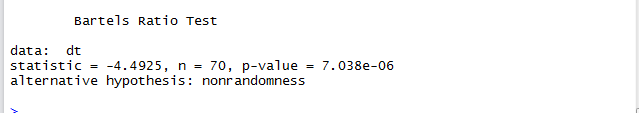 Bartels Ratio Test
data:  dt
statistic = -4.4925, n = 70, p-value = 7.038e-06
alternative hypothesis: nonrandomness
>